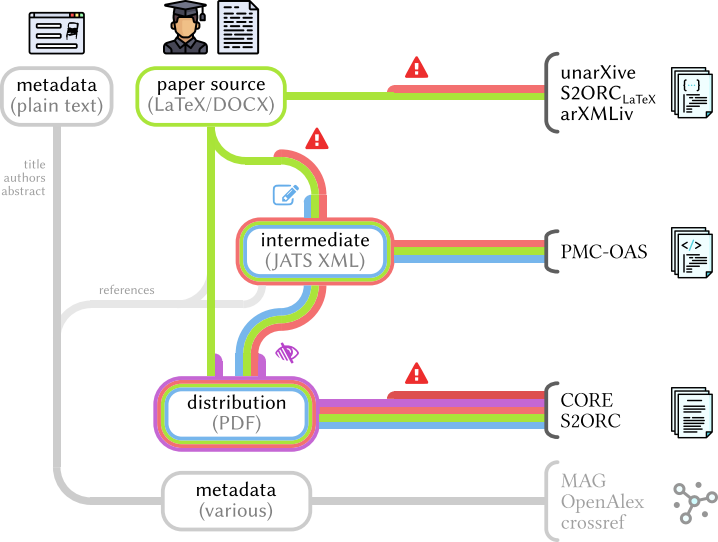 metadata
(plain text)
paper source
(LaTeX/DOCX)
unarXive
S2ORCLaTeX
arXMLiv
{···}
title
authors
abstract
intermediate
(JATS XML)
</>
PMC-OAS
references
distribution
(PDF)
CORE
S2ORC
metadata
(various)
MAG
OpenAlex
crossref